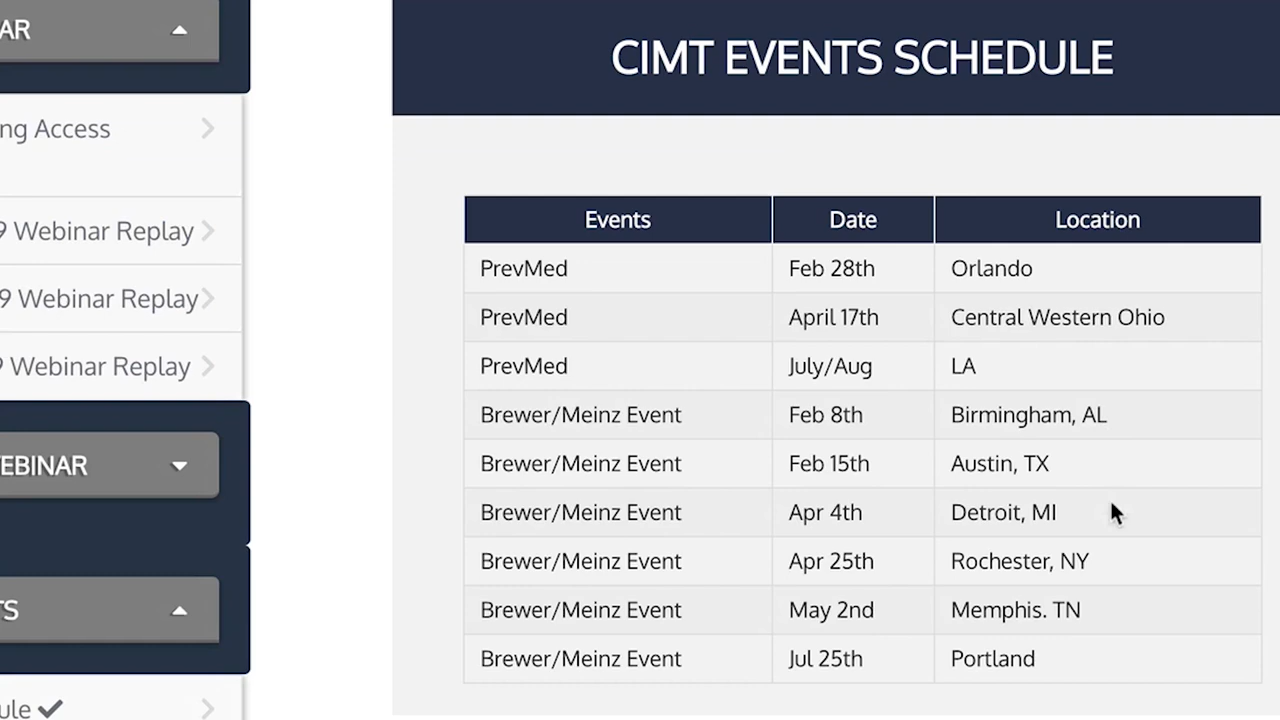 AR
ng Access
9 Webinar Replay
9 Webinar Replay
9 Webinar Replay
EBINAR
TS
ule
CIMT EVENTS SCHEDULE
Events Date Location
PrevMed Feb 28th Orlando
PrevMed April 17th Central Western Ohio
PrevMed July/Aug LA
Brewer/Meinz Event Feb 8th Birmingham, AL
Brewer/Meinz Event Feb 15th Austin, TX
Brewer/Meinz Event Apr 4th Detroit, MI
Brewer/Meinz Event Apr 25th Rochester, NY
Brewer/Meinz Event May 2nd Memphis. TN
Brewer/Meinz Event Jul 25th Portland